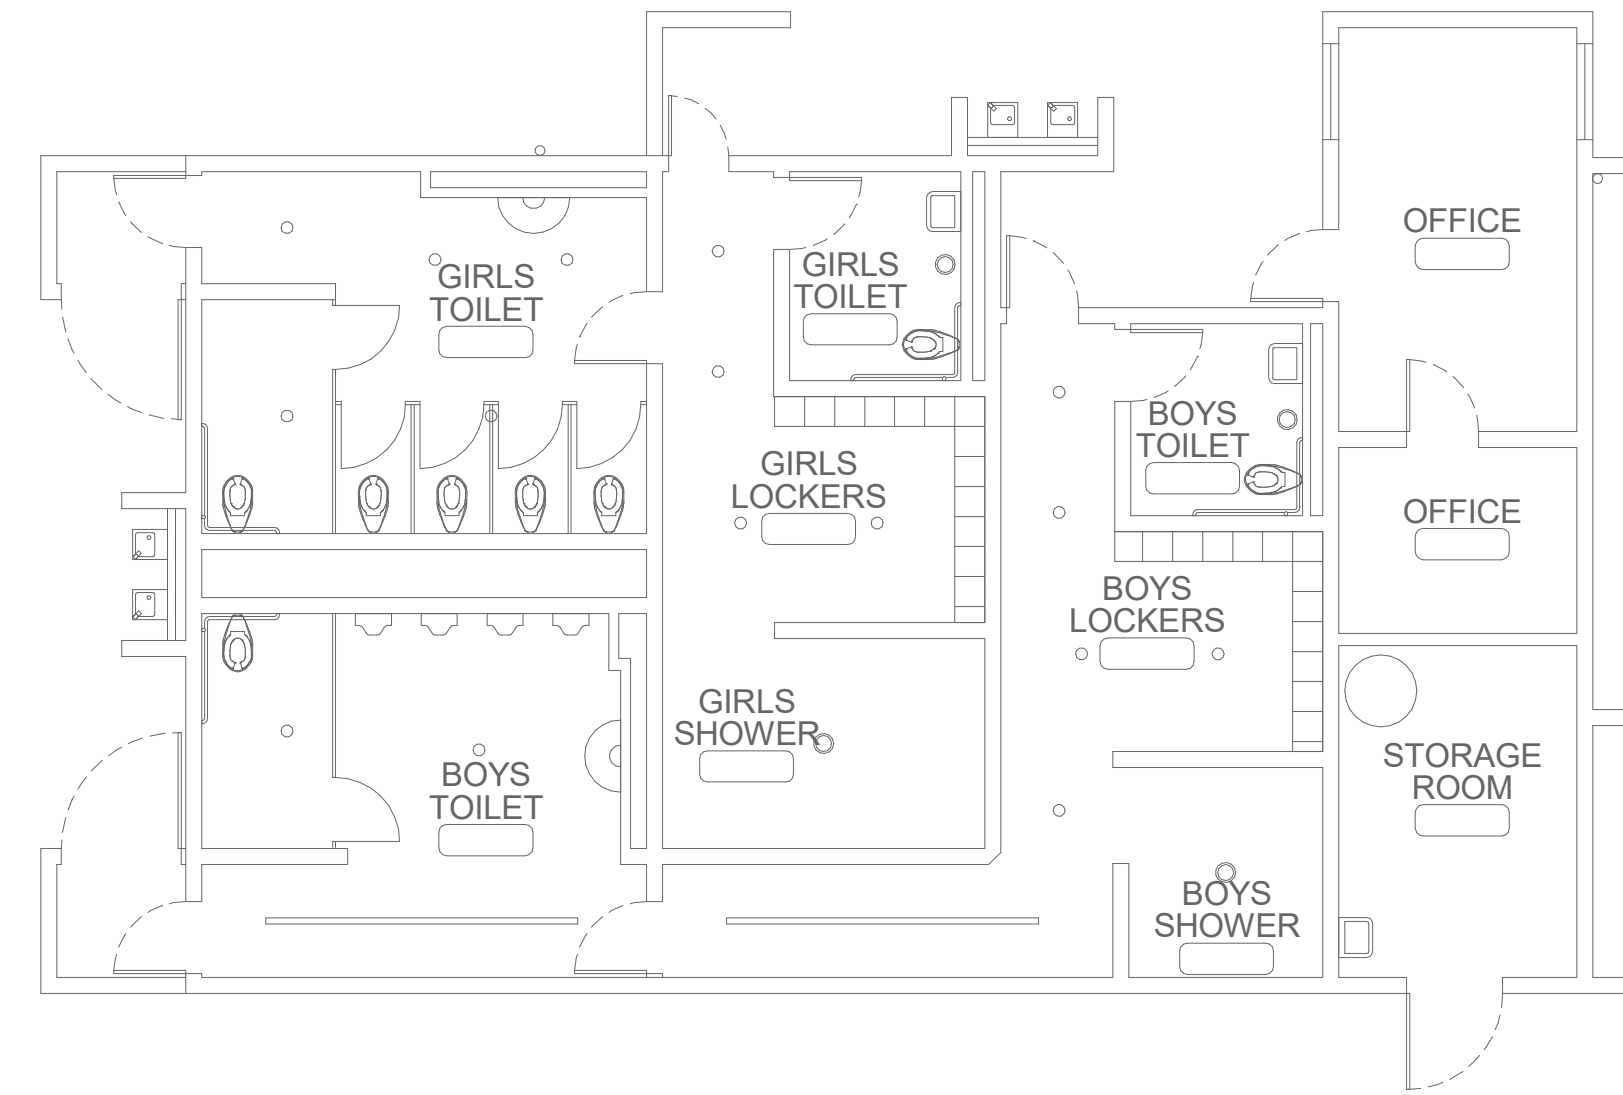 OFFICE
GIRLS
TOILET
GIRLS
TOILET
BOYS
TOILET
GIRLS
LOCKERS
OFFICE
BOYS
LOCKERS
GIRLS
SHOWER
STORAGE
ROOM
BOYS
TOILET
BOYS
SHOWER